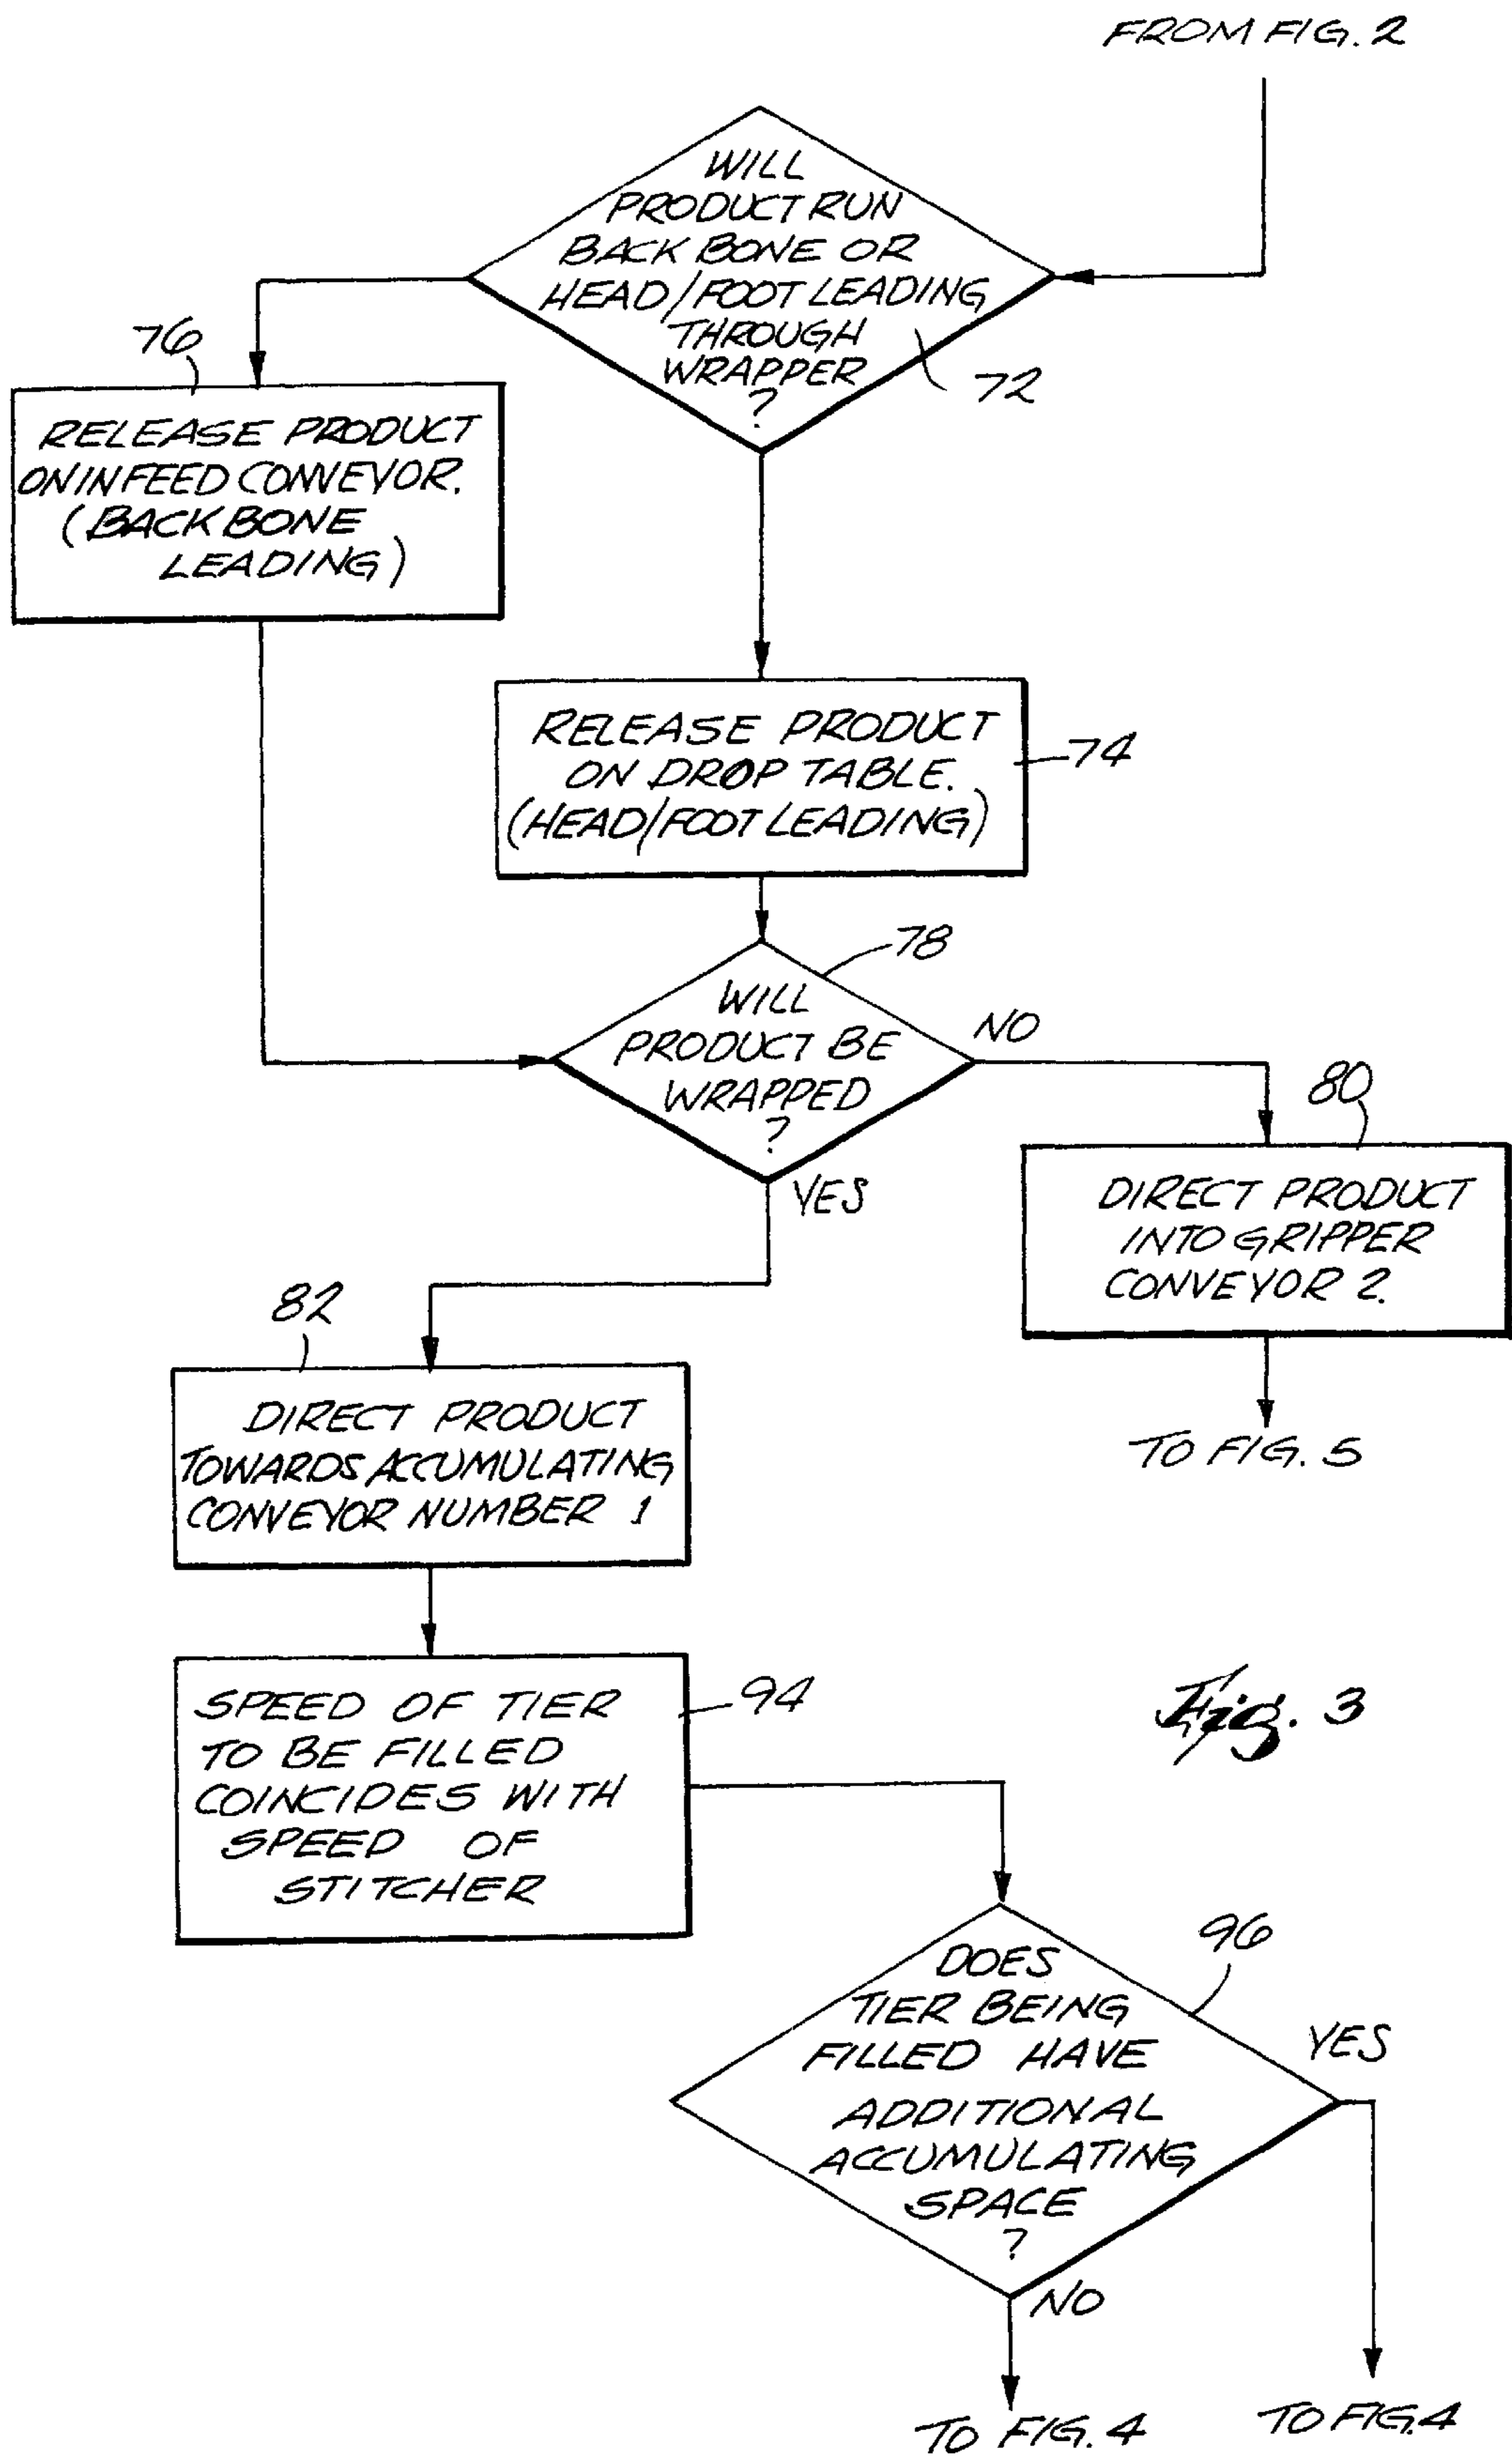 FROM FIG. 2
WILL
PRODUCT RUN
BACK BONE OR
HEAD/FOOT LEADING
THROUGH
WRAPPER
?
72
76
RELEASE PRODUCT
ON INFEED CONVEYOR.
(BACK BONE
LEADING)
RELEASE PRODUCT
ON DROP TABLE.
(HEAD/FOOT LEADING)
74
78
WILL
PRODUCT BE
WRAPPED
?
NO
YES
80
DIRECT PRODUCT
INTO GRIPPER
CONVEYOR 2.
TO FIG. 5
82
DIRECT PRODUCT
TOWARDS ACCUMULATING
CONVEYOR NUMBER 1
94
SPEED OF TIER
TO BE FILLED
COINCIDES WITH
SPEED OF
STITCHER
Fig. 3
96
DOES
TIER BEING
FILLED HAVE
ADDITIONAL
ACCUMULATING
SPACE
?
YES
NO
TO FIG. 4
TO FIG. 4